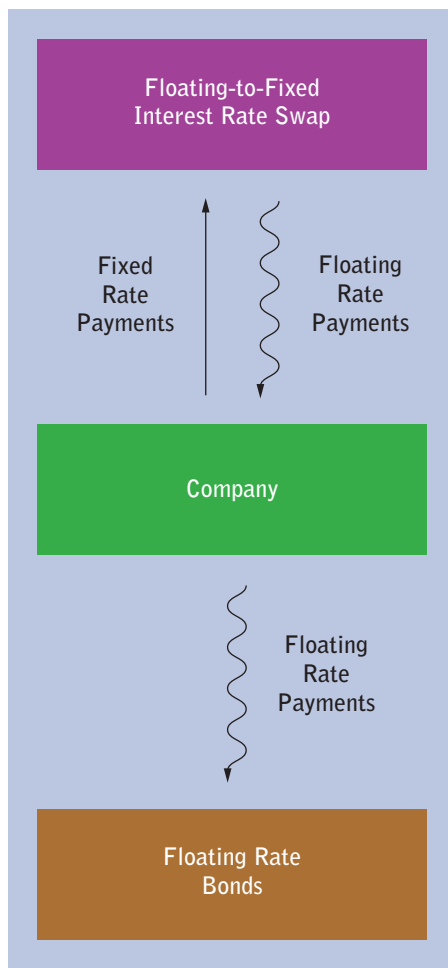 Floating-to-Fixed
Interest Rate Swap
Fixed
Rate
Payments
Floating
Rate
Payments
Company
Floating
Rate
Payments
Floating Rate
Bonds